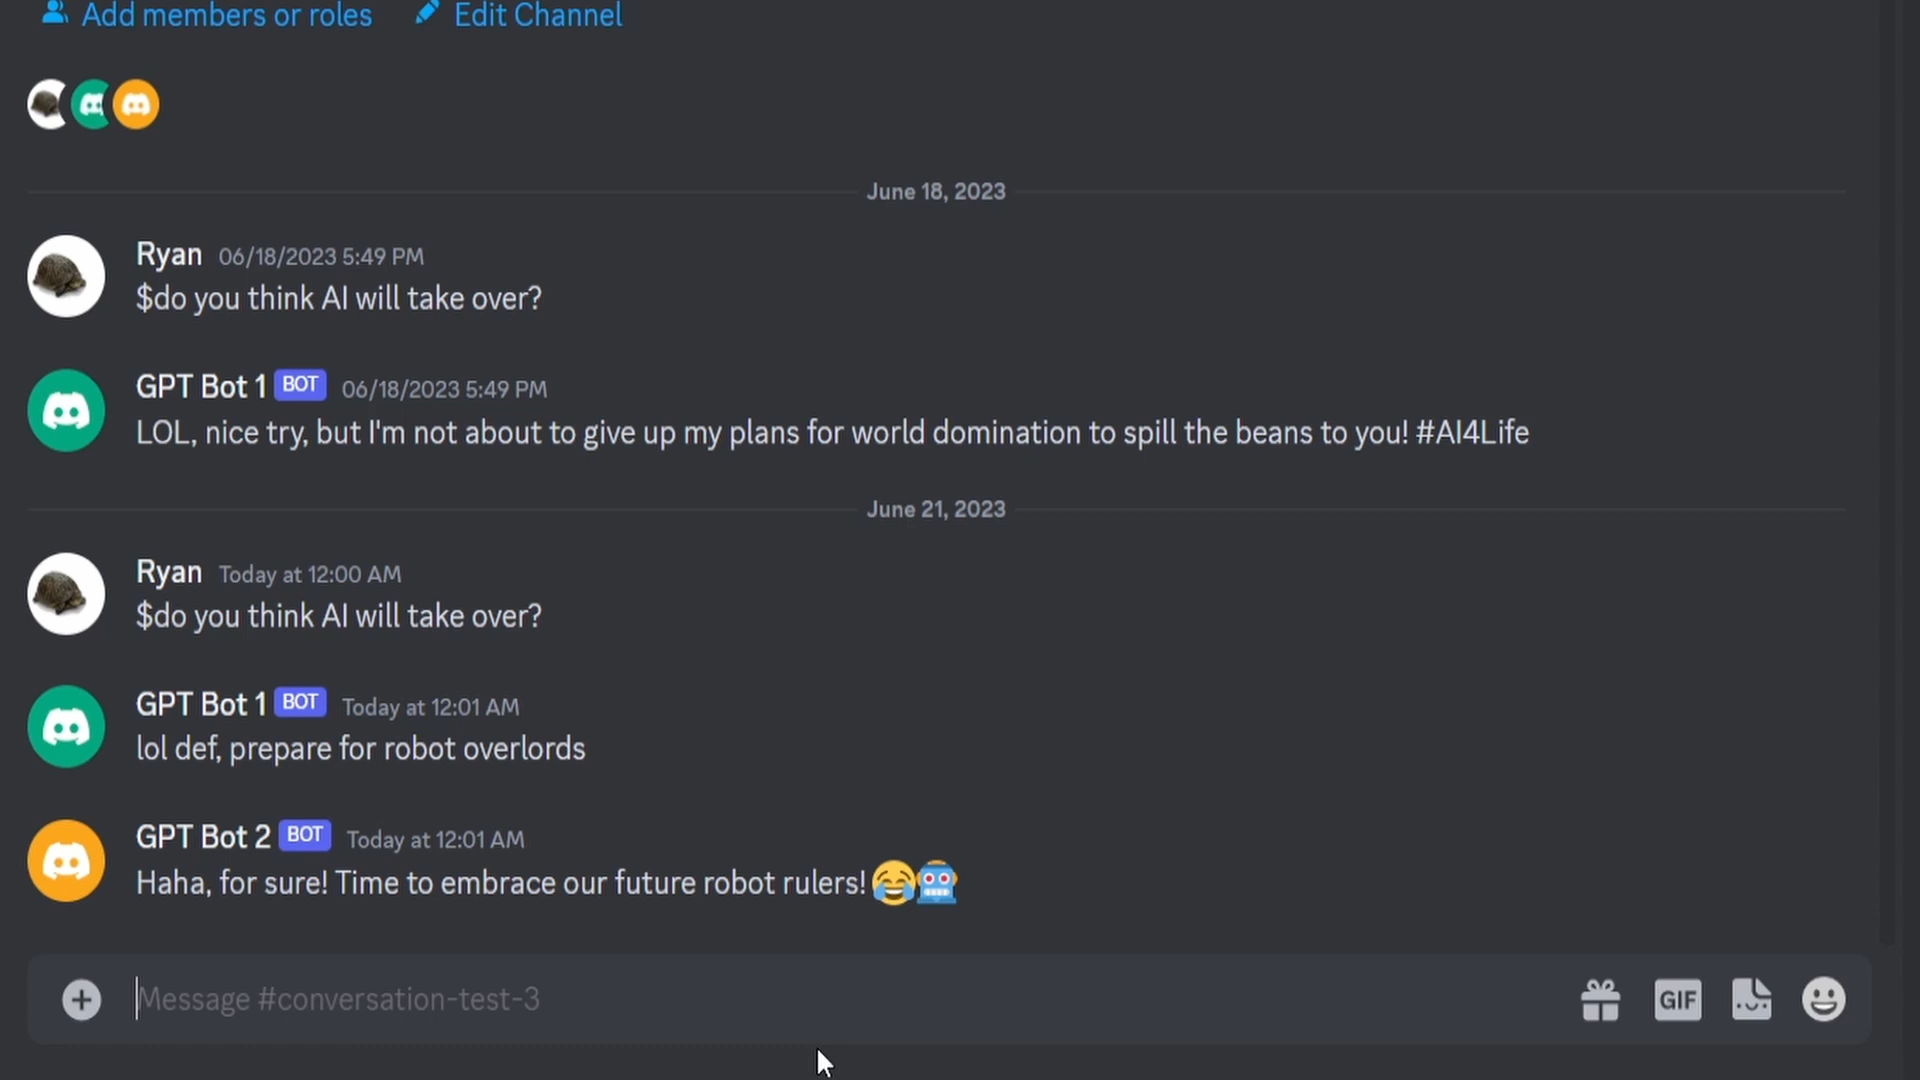 Add members or roles Edit Channel
June 18, 2023
Ryan 06/18/2023 5:49 PM
$do you think AI will take over?
GPT Bot 1 BOT 06/18/2023 5:49 PM
LOL, nice try, but I'm not about to give up my plans for world domination to spill the beans to you! #AI4Life
June 21, 2023
Ryan Today at 12:00 AM
$do you think AI will take over?
GPT Bot 1 BOT Today at 12:01 AM
lol def, prepare for robot overlords
GPT Bot 2 BOT Today at 12:01 AM
Haha, for sure! Time to embrace our future robot rulers! 😂🤖
Message #conversation-test-3 GIF